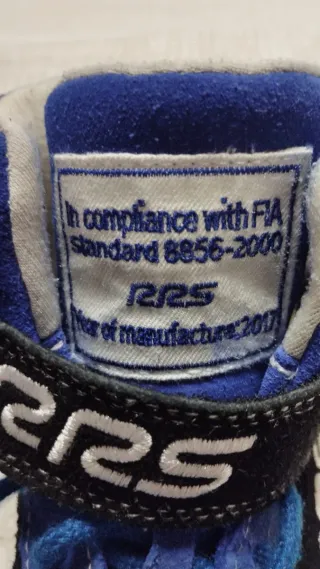 In compliance with FIA
standard 8856-2000
RRS
Year of manufacture:2017
RRS